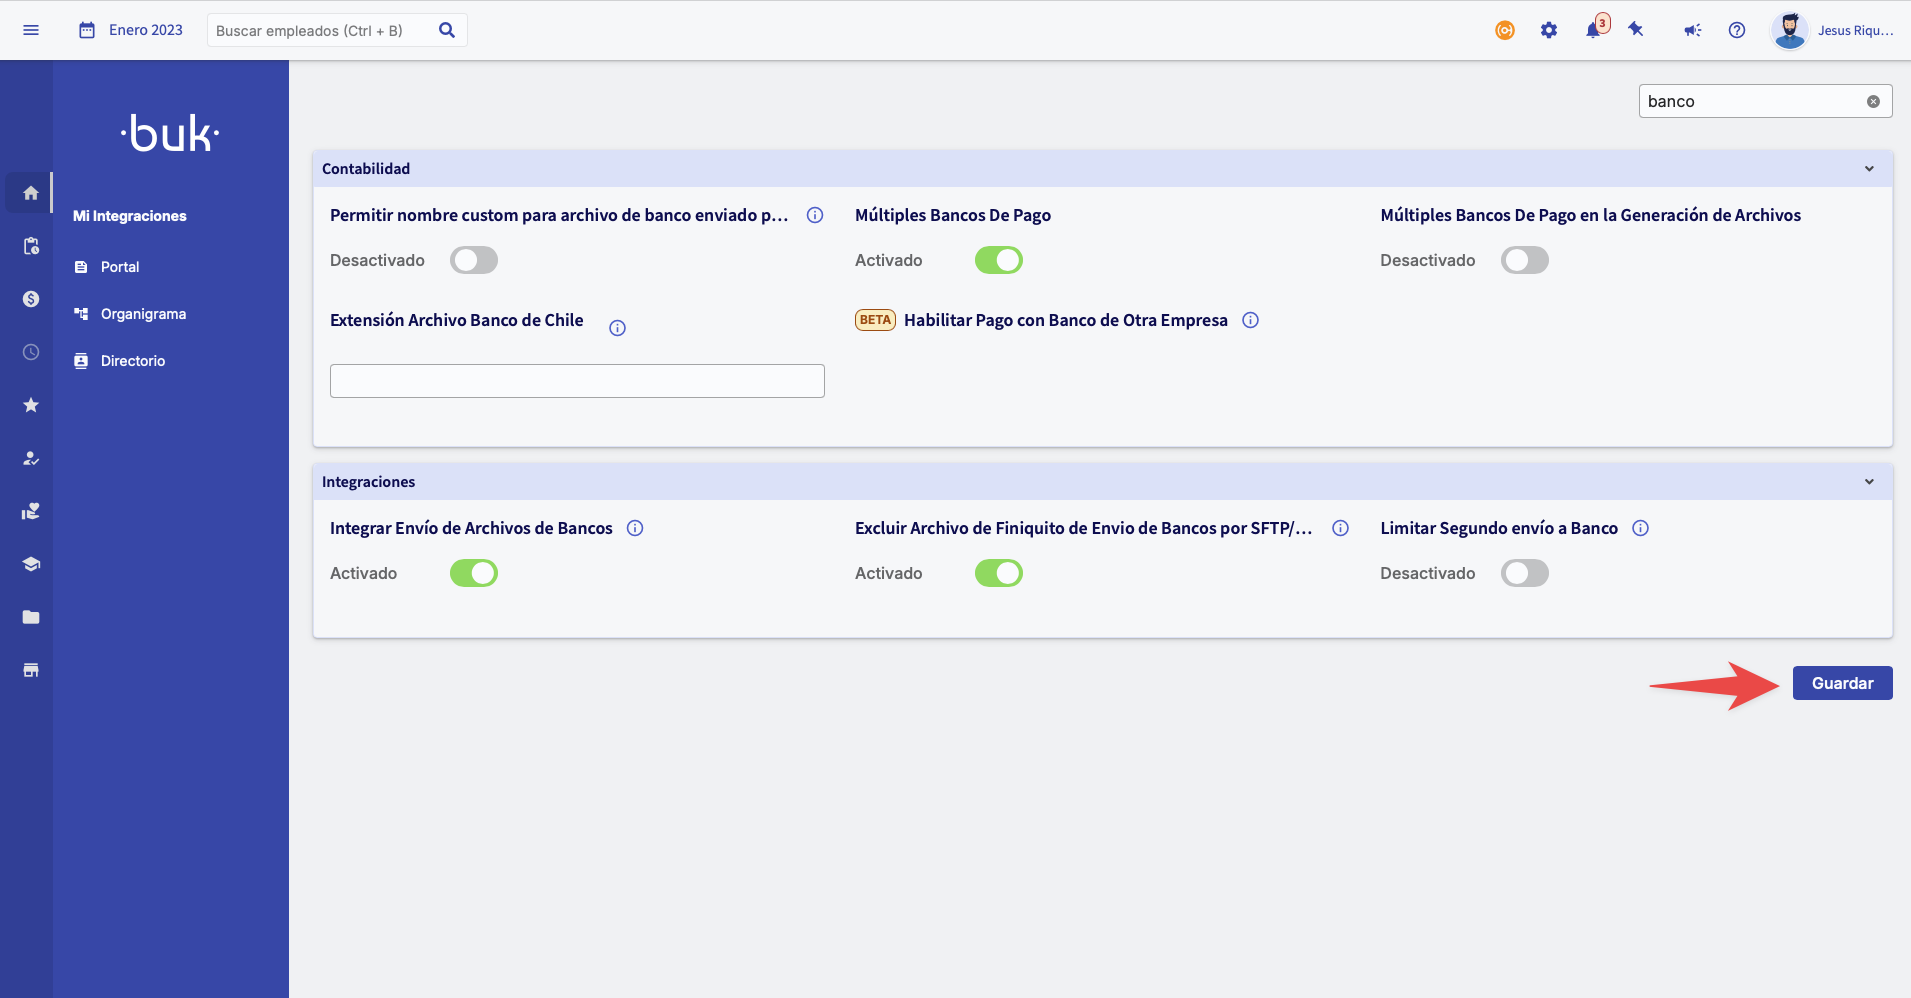 Enero 2023
Buscar empleados (Ctrl + B)
3
Jesus Riqu...
·buk·
Mi Integraciones
Portal
Organigrama
Directorio
banco
Contabilidad
Permitir nombre custom para archivo de banco enviado p...
Múltiples Bancos De Pago
Múltiples Bancos De Pago en la Generación de Archivos
Desactivado
Activado
Desactivado
Extensión Archivo Banco de Chile
BETA Habilitar Pago con Banco de Otra Empresa
Integraciones
Integrar Envío de Archivos de Bancos
Excluir Archivo de Finiquito de Envio de Bancos por SFTP/...
Limitar Segundo envío a Banco
Activado
Activado
Desactivado
Guardar